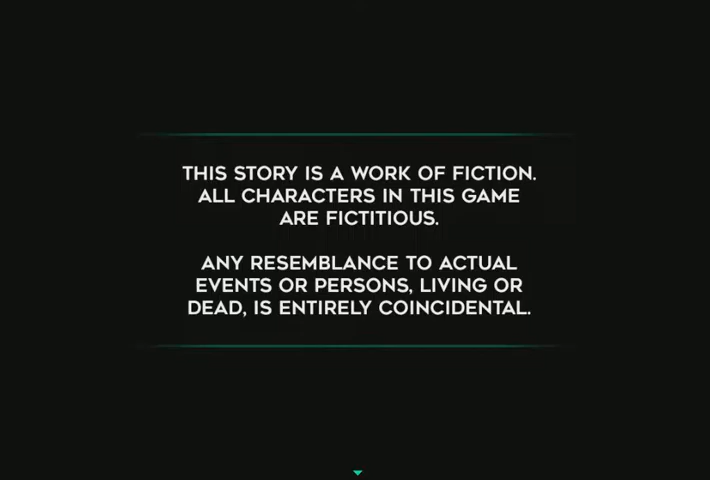 THIS STORY IS A WORK OF FICTION.
ALL CHARACTERS IN THIS GAME
ARE FICTITIOUS.
ANY RESEMBLANCE TO ACTUAL
EVENTS OR PERSONS, LIVING OR
DEAD, IS ENTIRELY COINCIDENTAL.